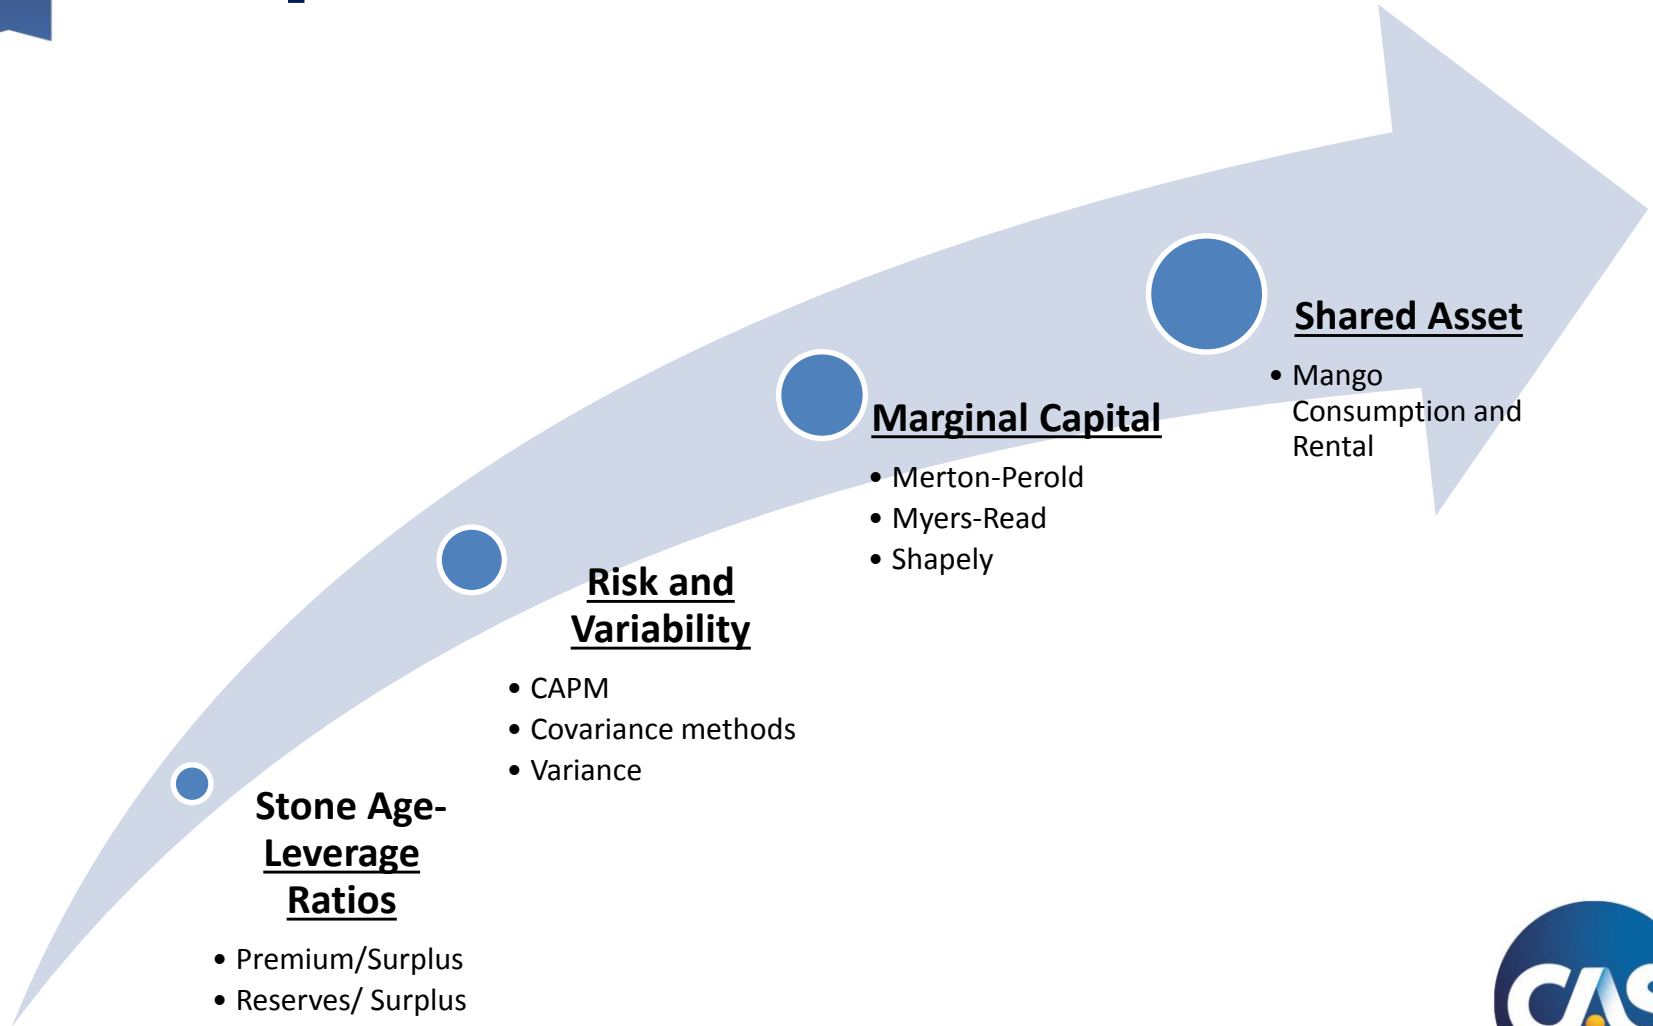 Stone Age-
Leverage
Ratios
• Premium/Surplus
• Reserves/ Surplus
Risk and
Variability
• CAPM
• Covariance methods
• Variance
Marginal Capital
• Merton-Perold
• Myers-Read
• Shapely
Shared Asset
• Mango
Consumption and
Rental
CAS